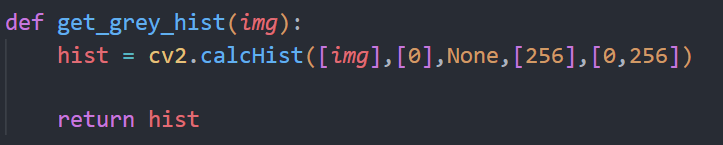 def get_grey_hist(img):
    hist = cv2.calcHist([img],[0],None,[256],[0,256])
    return hist